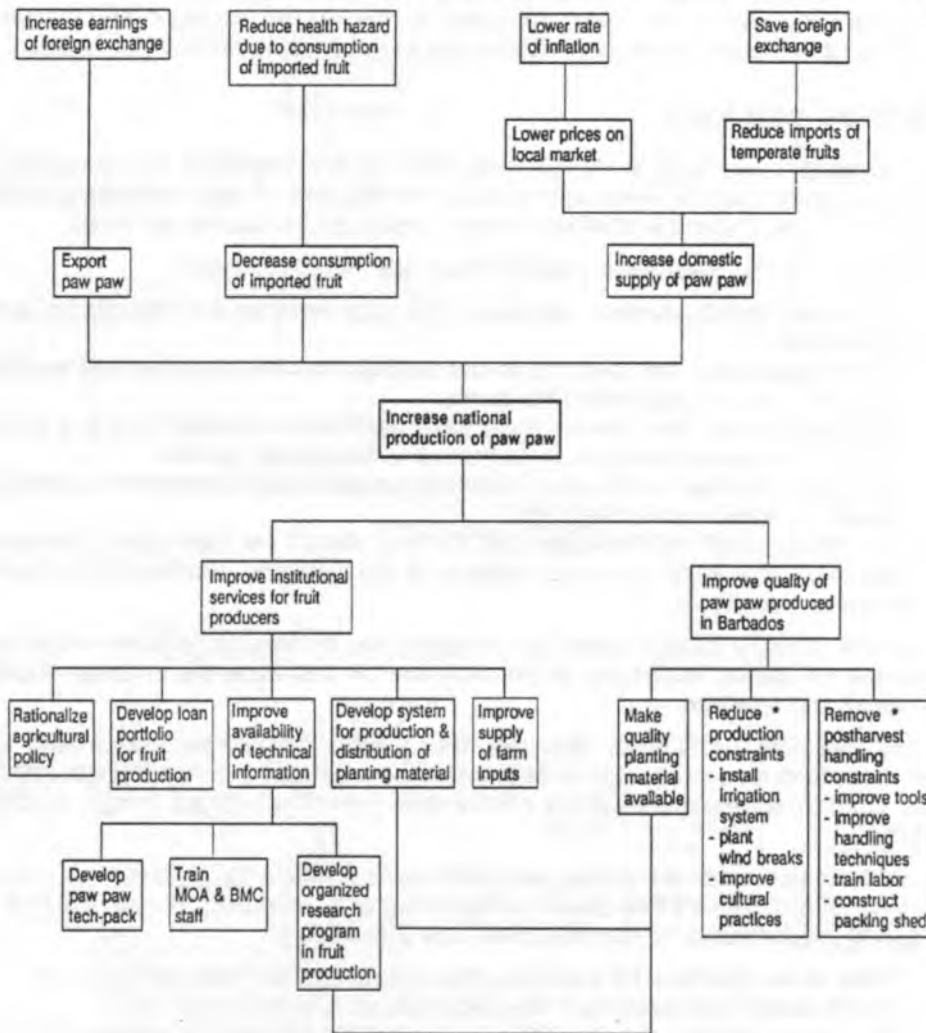 Increase earnings
of foreign exchange
Reduce health hazard
due to consumption
of imported fruit
Lower rate
of inflation
Save foreign
exchange
Lower prices on
local market
Reduce imports of
temperate fruits
Export
paw paw
Decrease consumption
of imported fruit
Increase domestic
supply of paw paw
Increase national
production of paw paw
Improve Institutional
services for fruit
producers
Improve quality of
paw paw produced
in Barbados
Rationalize
agricultural
policy
Develop loan
portfolio
for fruit
production
Improve
availability
of technical
information
Develop system
for production &
distribution of
planting material
Improve
supply
of farm
inputs
Make
quality
planting
material
available
Reduce *
production
constraints
- install
irrigation
system
- plant
wind breaks
- improve
cultural
practices
Remove *
postharvest
handling
constraints
- improve tools
- improve
handling
techniques
- train labor
- construct
packing shed
Develop
paw paw
tech-pack
Train
MOA & BMC
staff
Develop
organized
research
program
in fruit
production